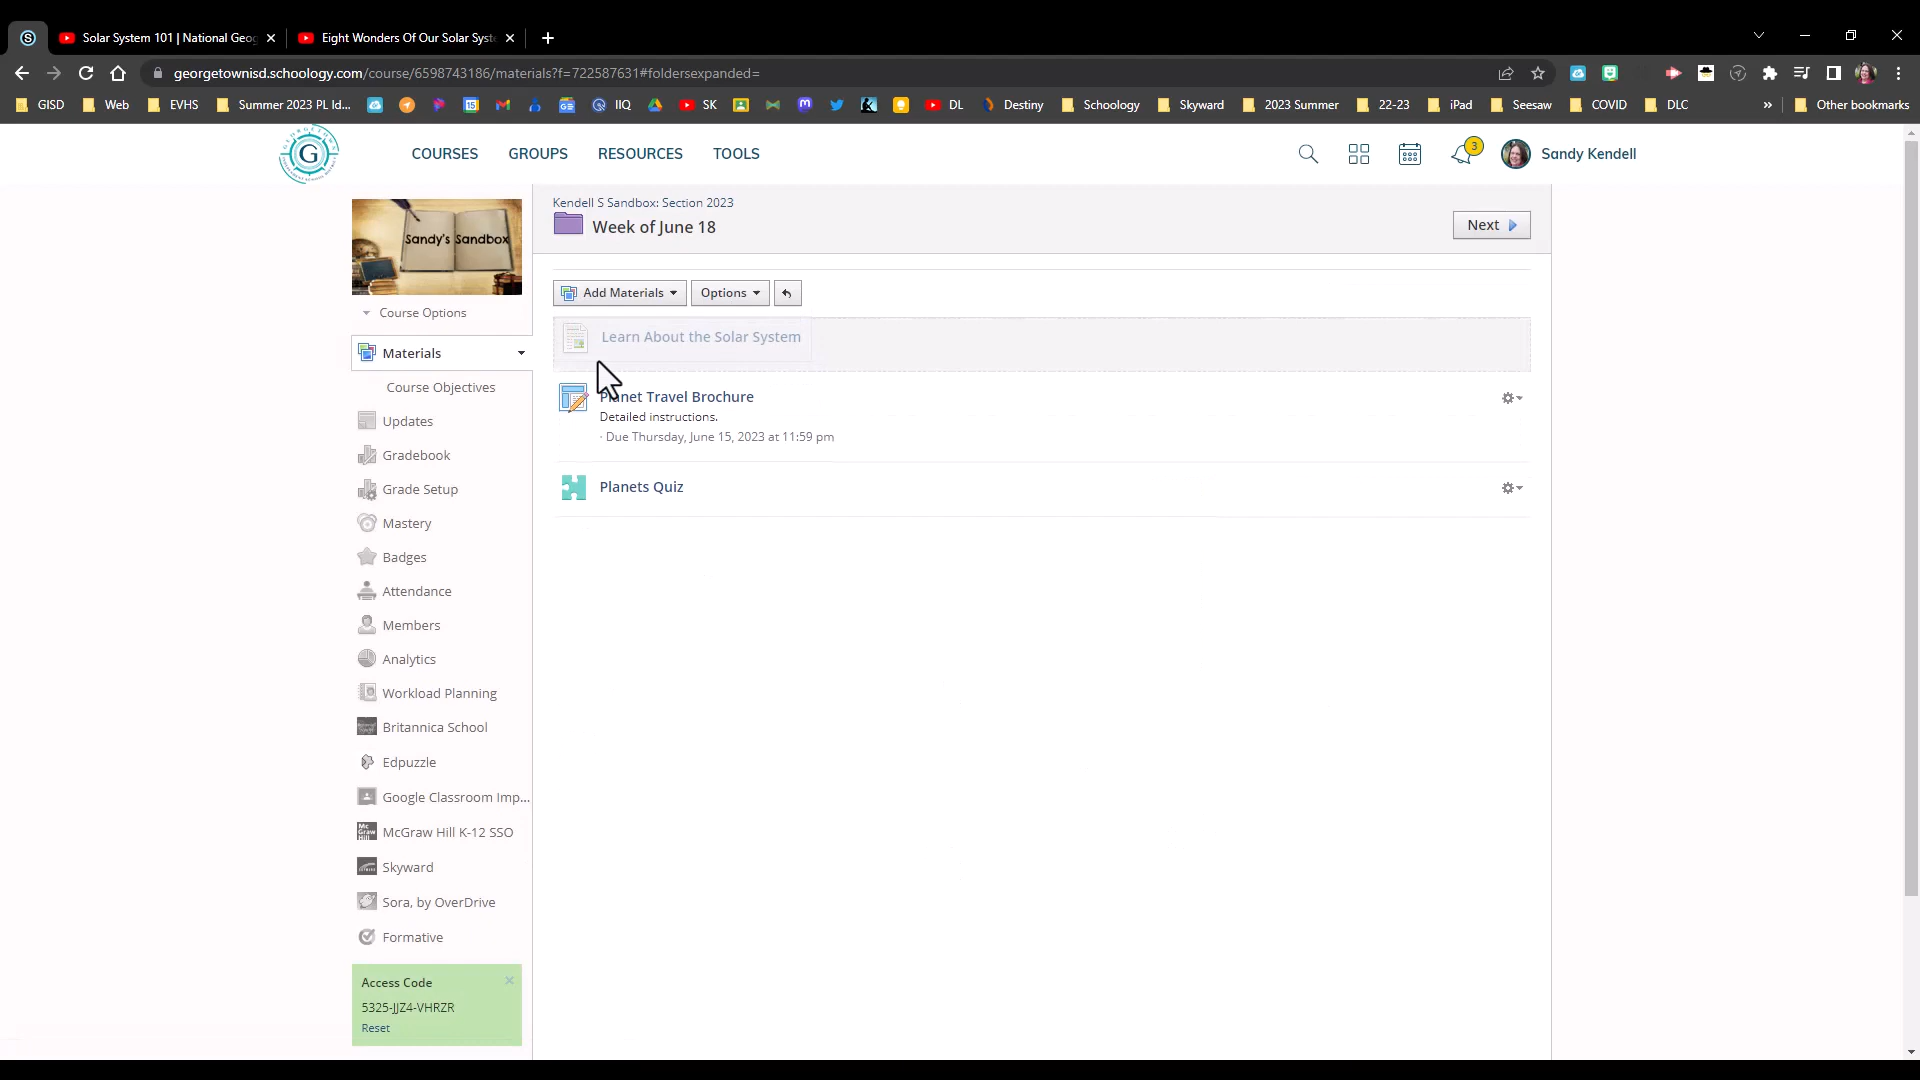 Solar System 101 | National Geog
Eight Wonders Of Our Solar Syst
georgetownisd.schoology.com/course/6598743186/materials?f=722587631#foldersexpanded=
GISD
Web
EVHS
Summer 2023 PL Id...
15
IIQ
SK
DL
Destiny
Schoology
Skyward
2023 Summer
22-23
iPad
Seesaw
COVID
DLC
»
Other bookmarks
G
COURSES
GROUPS
RESOURCES
TOOLS
3
Sandy Kendell
Sandy's Sandbox
Course Options
Materials
Course Objectives
Updates
Gradebook
Grade Setup
Mastery
Badges
Attendance
Members
Analytics
Workload Planning
Britannica School
Edpuzzle
Google Classroom Imp...
McGraw Hill K-12 SSO
Skyward
Sora, by OverDrive
Formative
Access Code
5325-JJZ4-VHRZR
Reset
Kendell S Sandbox: Section 2023
Week of June 18
Next
Add Materials
Options
Learn About the Solar System
Planet Travel Brochure
Detailed instructions.
· Due Thursday, June 15, 2023 at 11:59 pm
Planets Quiz